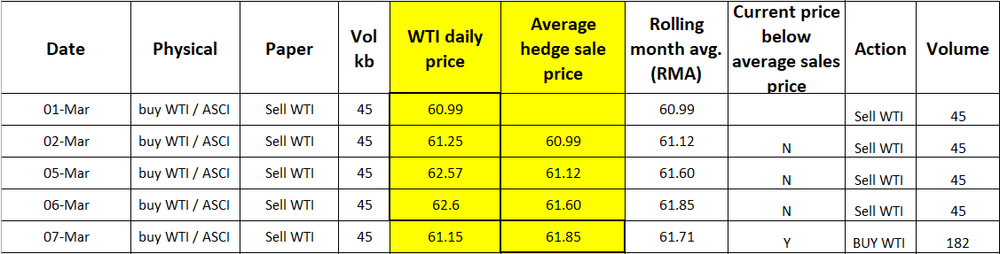 Date Physical Paper Vol kb WTI daily price Average hedge sale price Rolling month avg. (RMA) Current price below average sales price Action Volume
01-Mar buy WTI / ASCI Sell WTI 45 60.99 60.99 Sell WTI 45
02-Mar buy WTI / ASCI Sell WTI 45 61.25 60.99 61.12 N Sell WTI 45
05-Mar buy WTI / ASCI Sell WTI 45 62.57 61.12 61.60 N Sell WTI 45
06-Mar buy WTI / ASCI Sell WTI 45 62.6 61.60 61.85 N Sell WTI 45
07-Mar buy WTI / ASCI Sell WTI 45 61.15 61.85 61.71 Y BUY WTI 182